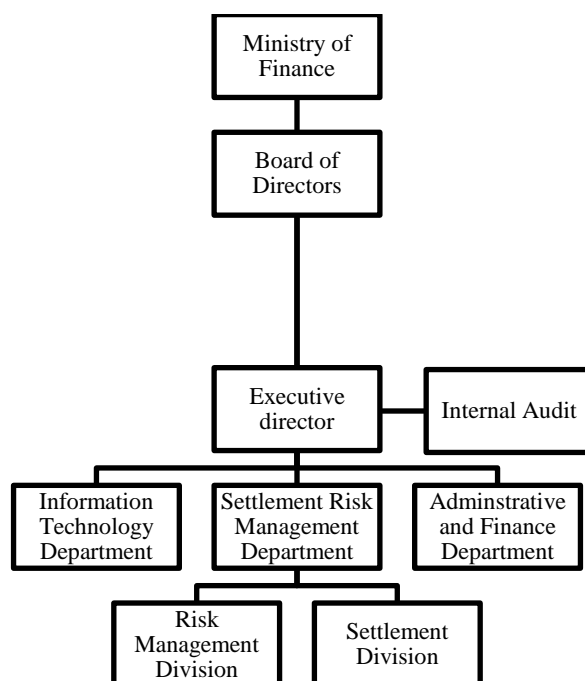 Ministry of
Finance
Board of
Directors
Executive
director
Internal Audit
Information
Technology
Department
Settlement Risk
Management
Department
Adminstrative
and Finance
Department
Risk
Management
Division
Settlement
Division